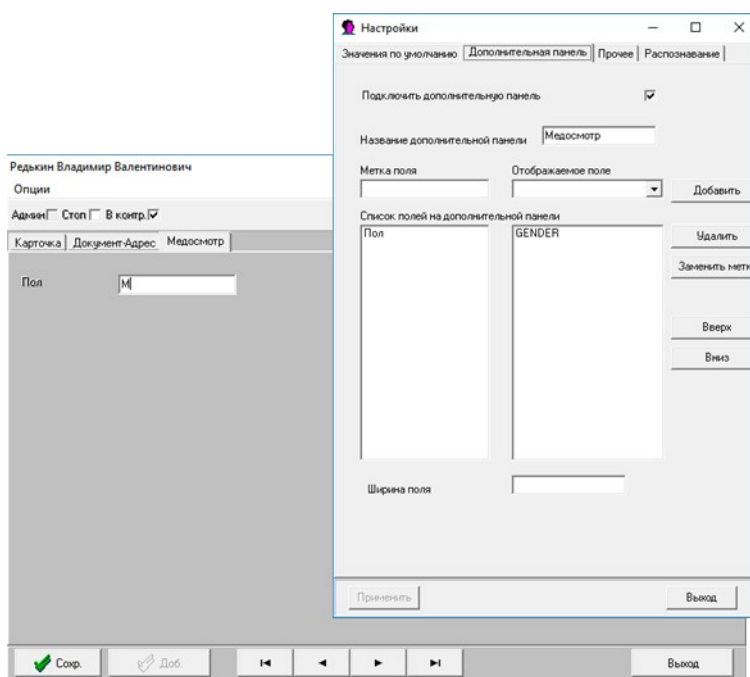 Настройки
Значения по умолчанию Дополнительная панель Прочее Распознавание
Подключить дополнительную панель
Название дополнительной панели Медосмотр
Метка поля Отображаемое поле
Добавить
Список полей на дополнительной панели
Пол GENDER
Удалить
Заменить метк
Вверх
Вниз
Ширина поля
Применить Выход
Редькин Владимир Валентинович
Опции
Админ Стоп В контр.
Карточка Документ-Адрес Медосмотр
Пол М
Сохр. Доб. Выход